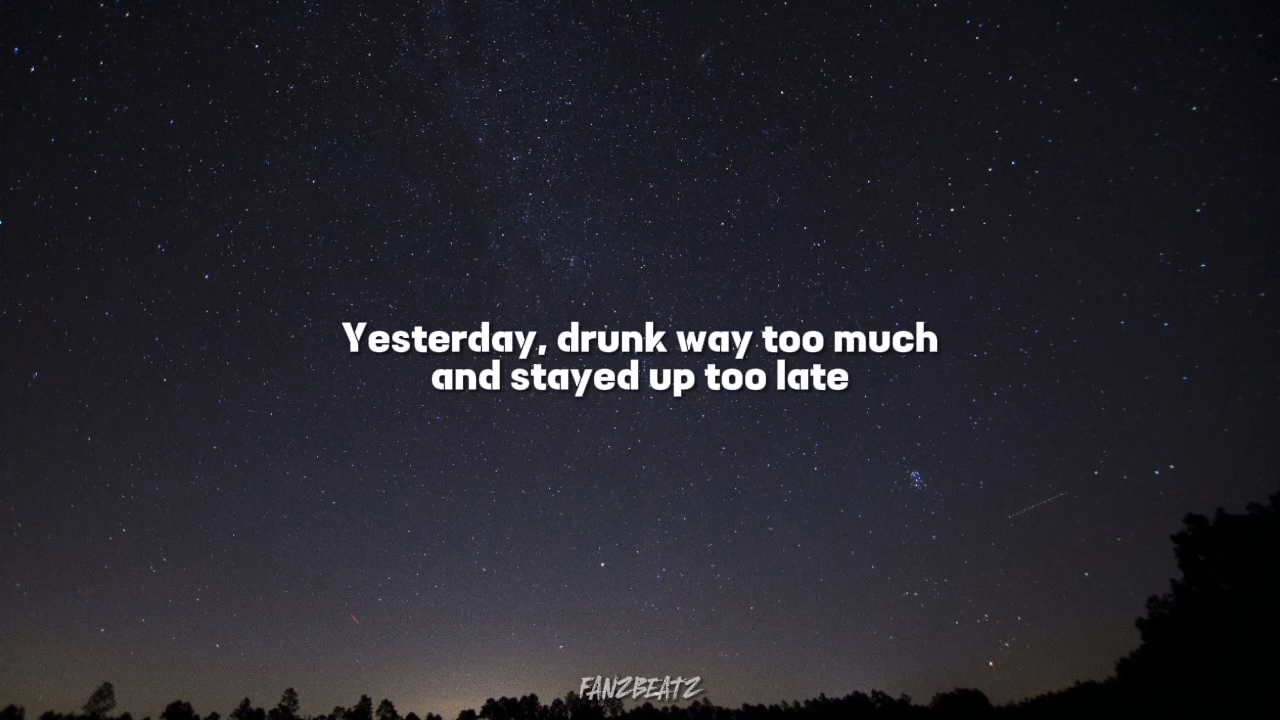 Yesterday, drunk way too much
and stayed up too late
FANZBEATZ